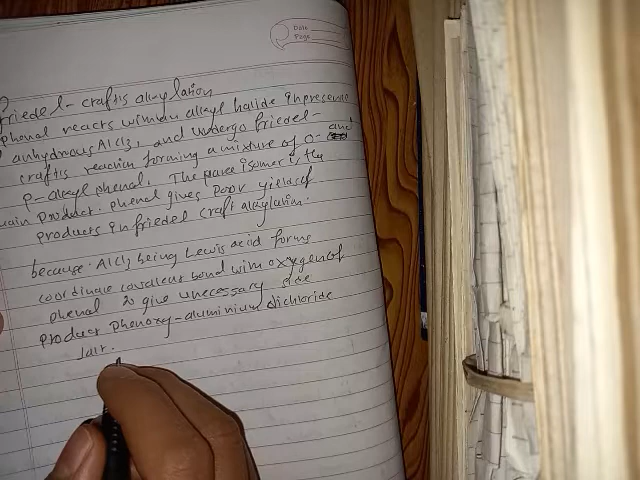 Date
Page
Friedel-crafts alkylation
phenol reacts with an alkyl halide in presence
anhydrous AlCl3, and undergo friedel-
crafts reaction forming a mixture of O- and
p-alkyl phenol. The para isomer is the
main product. phenol gives poor yield of
products in friedel craft alkylation.
because. AlCl3 being Lewis acid forms
coordinate covalent bond with oxygen of
phenol & give unecessary side
product phenoxy-aluminium dichloride